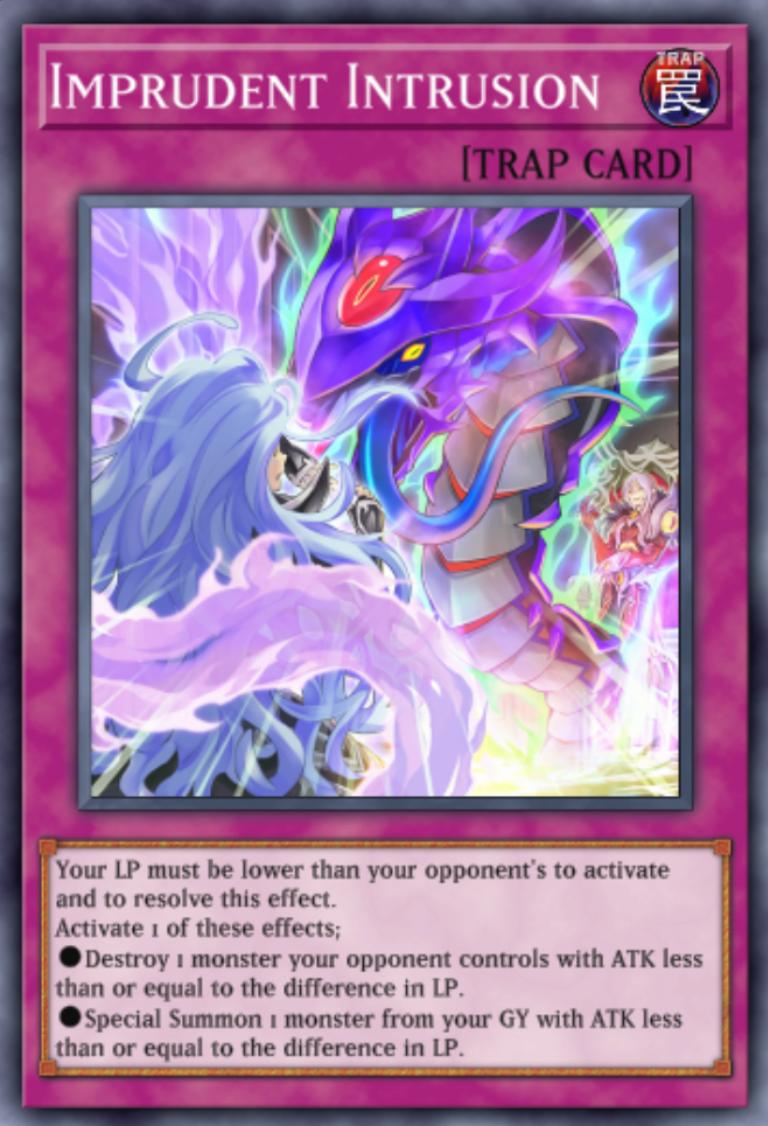 IMPRUDENT INTRUSION
TRAP
罠
[TRAP CARD]
Your LP must be lower than your opponent's to activate
and to resolve this effect.
Activate 1 of these effects;
●Destroy 1 monster your opponent controls with ATK less
than or equal to the difference in LP.
●Special Summon 1 monster from your GY with ATK less
than or equal to the difference in LP.